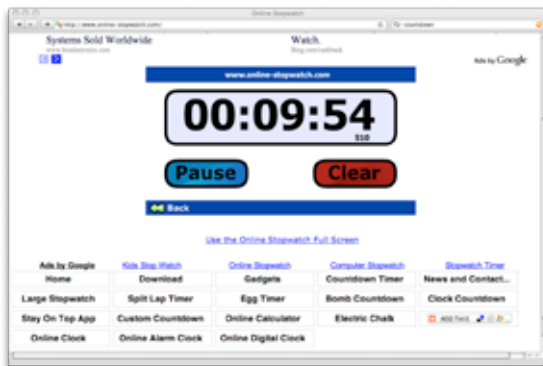 Online Stopwatch
http://www.online-stopwatch.com/
countdown
Systems Sold Worldwide
Watch.
Ads by Google
www.online-stopwatch.com
00:09:54
510
Pause Clear
Back
Use the Online Stopwatch Full Screen
Ads by Google Kids Stop Watch Online Stopwatch Computer Stopwatch Stopwatch Timer
Home Download Gadgets Countdown Timer News and Contact...
Large Stopwatch Split Lap Timer Egg Timer Bomb Countdown Clock Countdown
Stay On Top App Custom Countdown Online Calculator Electric Chalk ADD THIS
Online Clock Online Alarm Clock Online Digital Clock